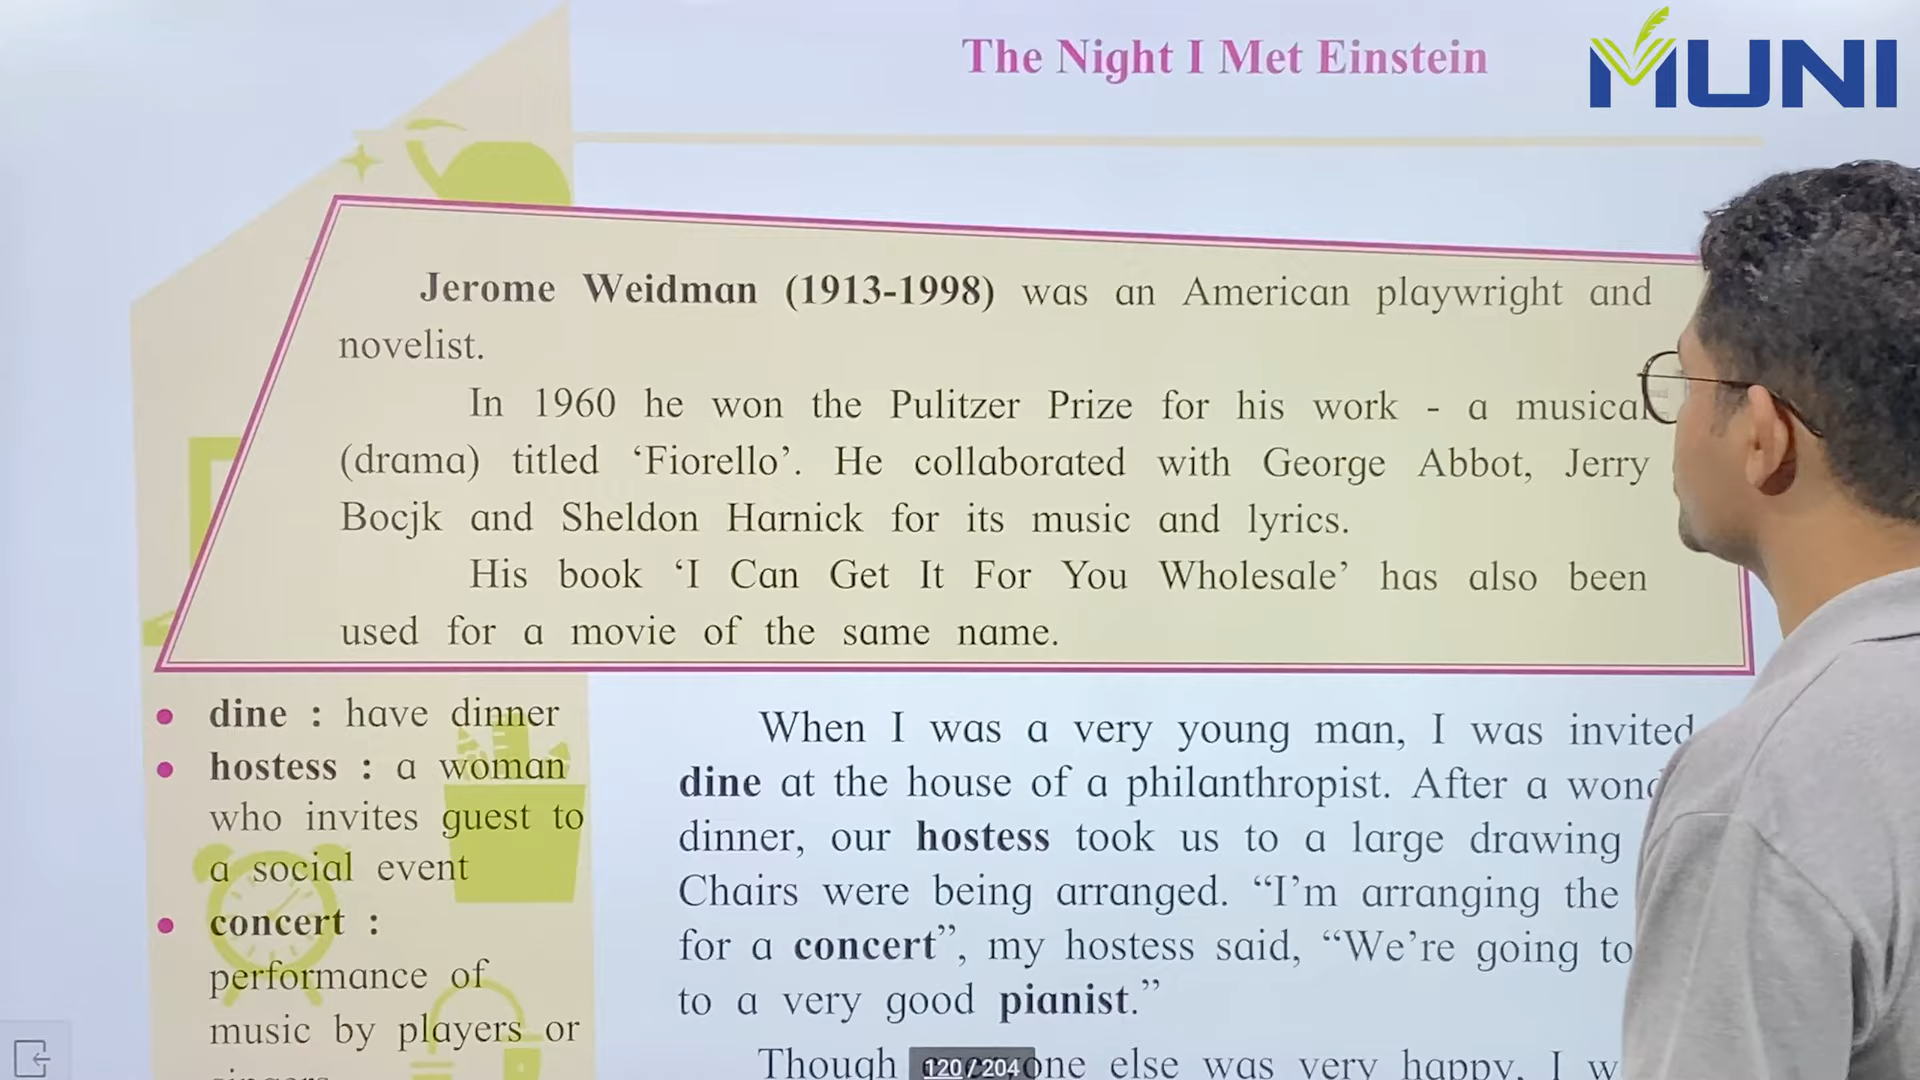 The Night I Met Einstein
MUNI
Jerome Weidman (1913-1998) was an American playwright and
novelist.
In 1960 he won the Pulitzer Prize for his work - a musical
(drama) titled ‘Fiorello’. He collaborated with George Abbot, Jerry
Bocjk and Sheldon Harnick for its music and lyrics.
His book ‘I Can Get It For You Wholesale’ has also been
used for a movie of the same name.
• dine : have dinner
• hostess : a woman
who invites guest to
a social event
• concert :
performance of
music by players or
When I was a very young man, I was invited
dine at the house of a philanthropist. After a
dinner, our hostess took us to a large drawing
Chairs were being arranged. “I’m arranging the
for a concert”, my hostess said, “We’re going to
to a very good pianist.”
Though else was very happy, I
120 / 204